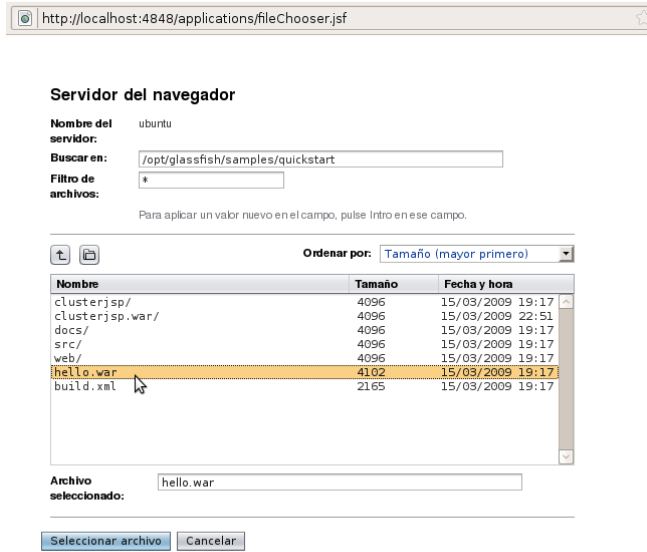 http://localhost:4848/applications/fileChooser.jsf
Servidor del navegador
Nombre del servidor: ubuntu
Buscar en: /opt/glassfish/samples/quickstart
Filtro de archivos: *
Para aplicar un valor nuevo en el campo, pulse Intro en ese campo.
Ordenar por: Tamaño (mayor primero)
Nombre Tamaño Fecha y hora
clusterjsp/ 4096 15/03/2009 19:17
clusterjsp.war/ 4096 15/03/2009 22:51
docs/ 4096 15/03/2009 19:17
src/ 4096 15/03/2009 19:17
web/ 4096 15/03/2009 19:17
hello.war 4102 15/03/2009 19:17
build.xml 2165 15/03/2009 19:17
Archivo seleccionado: hello.war
Seleccionar archivo Cancelar